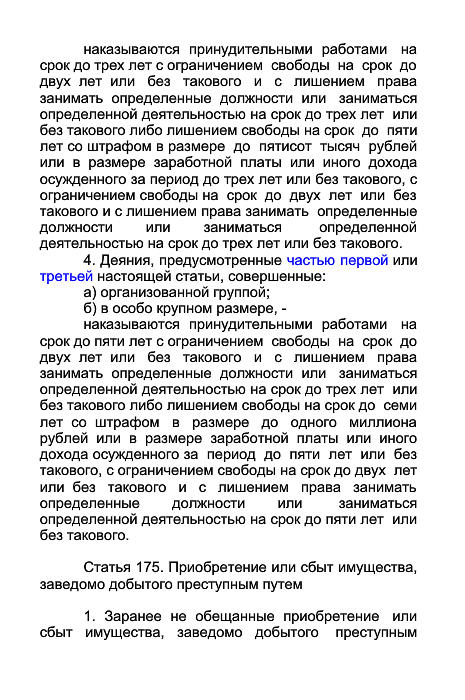 наказываются принудительными работами на
срок до трех лет с ограничением свободы на срок до
двух лет или без такового и с лишением права
занимать определенные должности или заниматься
определенной деятельностью на срок до трех лет или
без такового либо лишением свободы на срок до пяти
лет со штрафом в размере до пятисот тысяч рублей
или в размере заработной платы или иного дохода
осужденного за период до трех лет или без такового, с
ограничением свободы на срок до двух лет или без
такового и с лишением права занимать определенные
должности или заниматься определенной
деятельностью на срок до трех лет или без такового.
4. Деяния, предусмотренные частью первой или
третьей настоящей статьи, совершенные:
а) организованной группой;
б) в особо крупном размере, -
наказываются принудительными работами на
срок до пяти лет с ограничением свободы на срок до
двух лет или без такового и с лишением права
занимать определенные должности или заниматься
определенной деятельностью на срок до трех лет или
без такового либо лишением свободы на срок до семи
лет со штрафом в размере до одного миллиона
рублей или в размере заработной платы или иного
дохода осужденного за период до пяти лет или без
такового, с ограничением свободы на срок до двух лет
или без такового и с лишением права занимать
определенные должности или заниматься
определенной деятельностью на срок до пяти лет или
без такового.
Статья 175. Приобретение или сбыт имущества,
заведомо добытого преступным путем
1. Заранее не обещанные приобретение или
сбыт имущества, заведомо добытого преступным